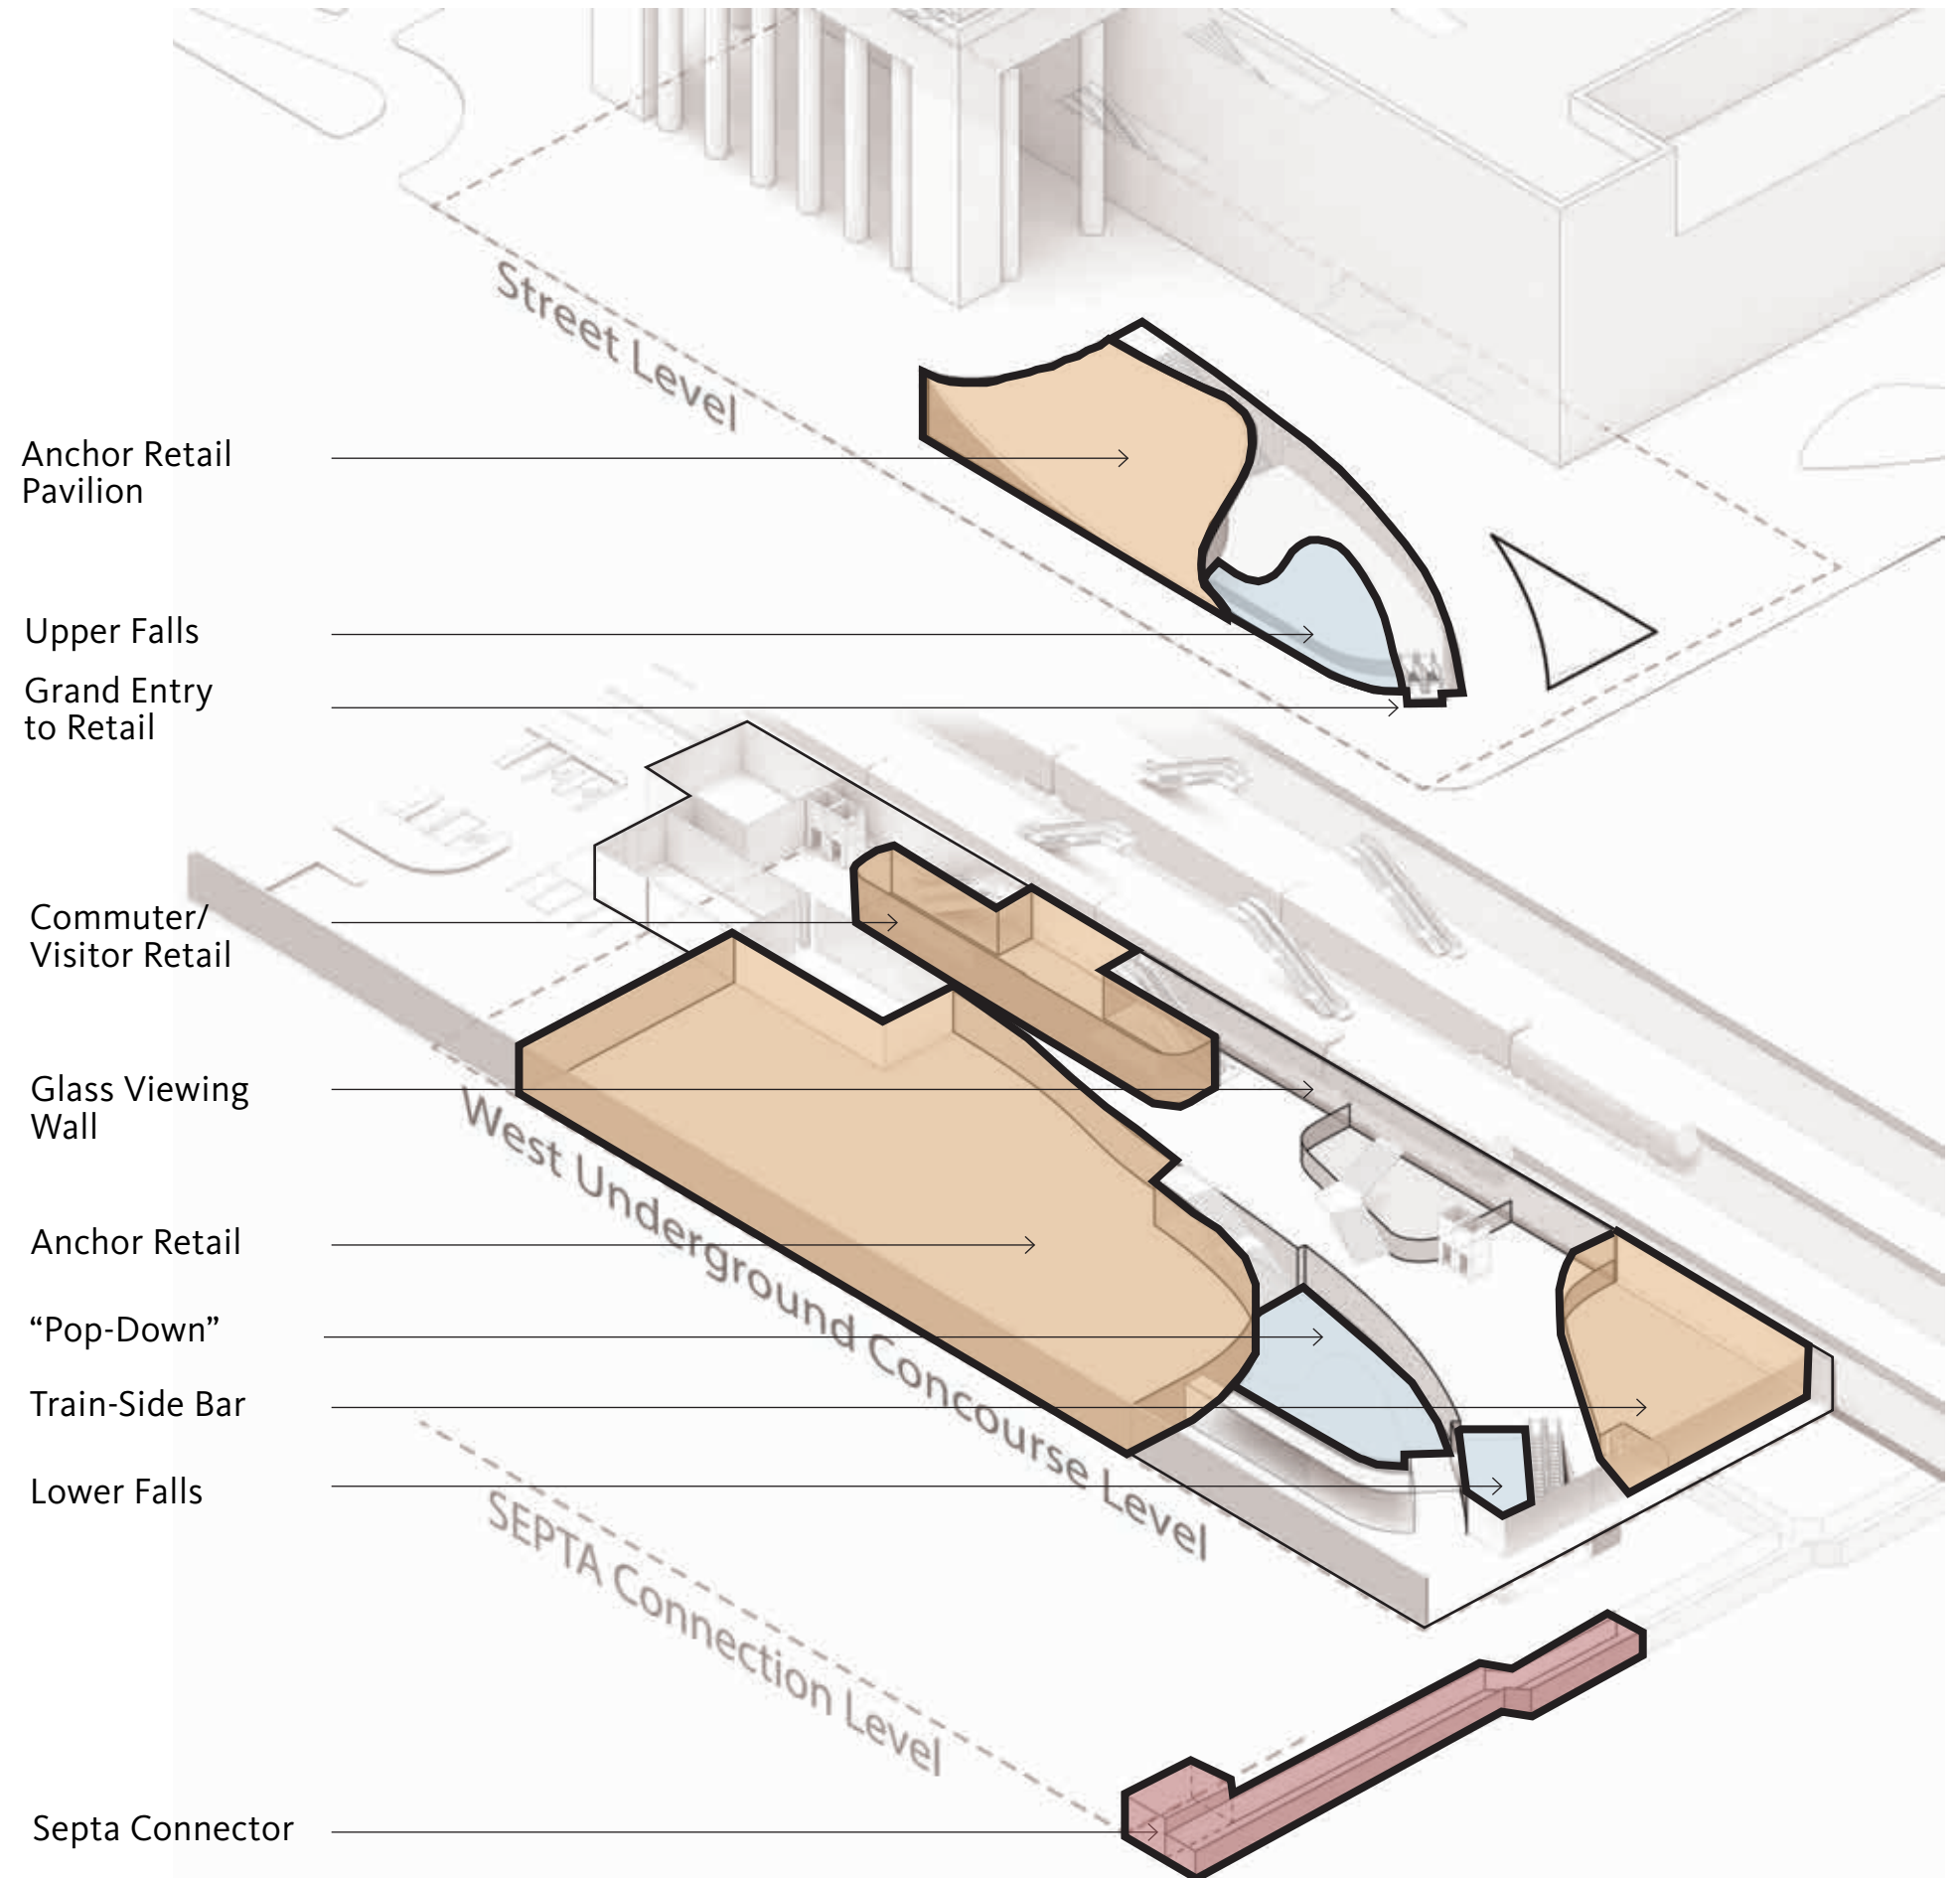 Street Level
Anchor Retail
Pavilion
Upper Falls
Grand Entry
to Retail
Commuter/
Visitor Retail
Glass Viewing
Wall
West Underground Concourse Level
Anchor Retail
“Pop-Down”
Train-Side Bar
Lower Falls
SEPTA Connection Level
Septa Connector